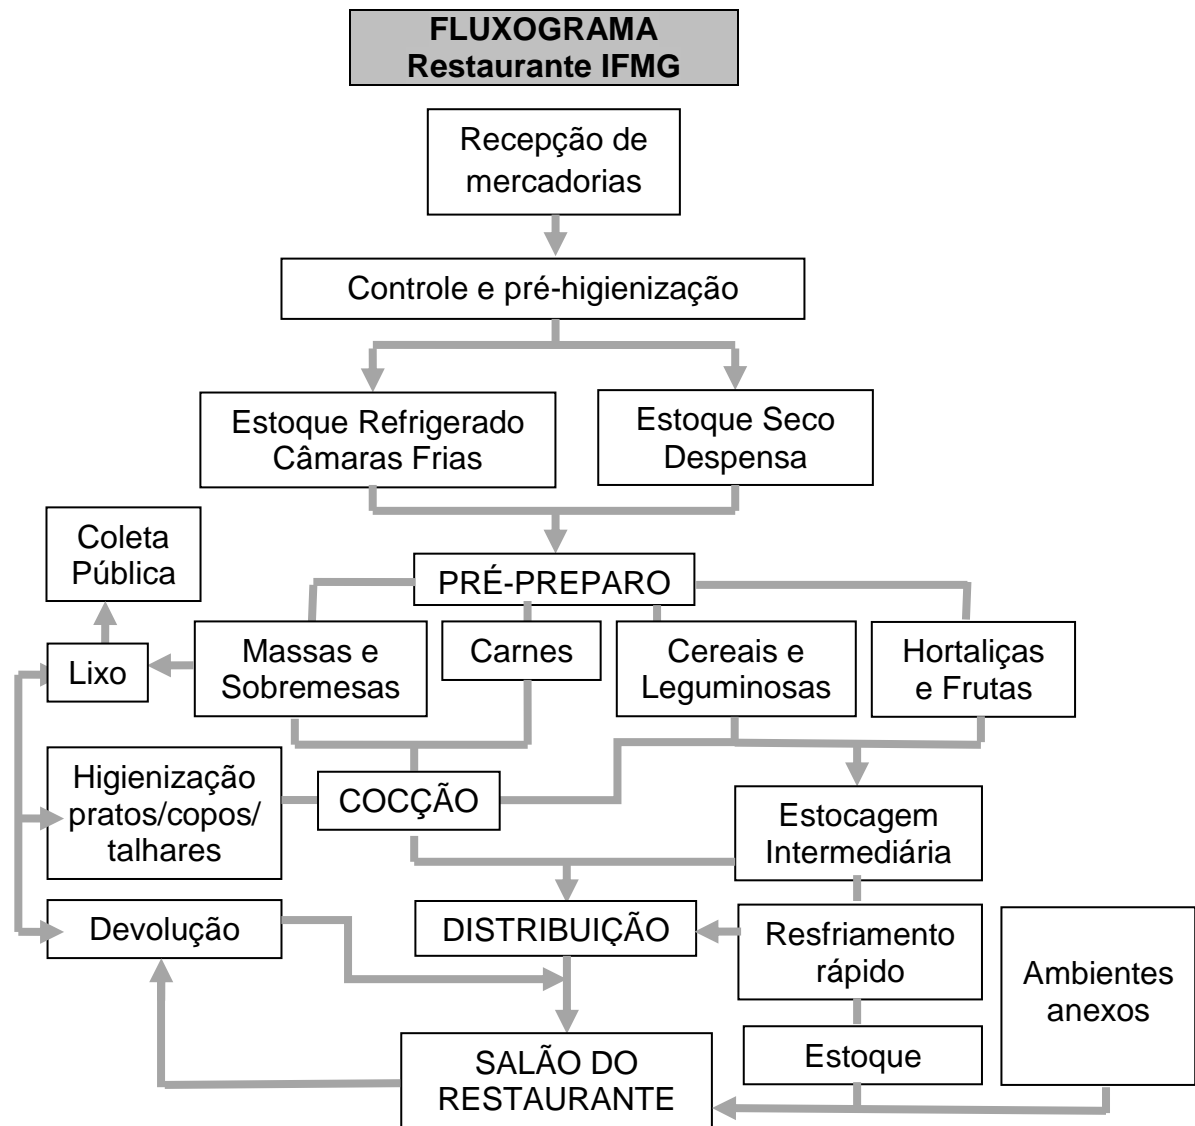 FLUXOGRAMA
Restaurante IFMG
Recepção de
mercadorias
Controle e pré-higienização
Estoque Refrigerado
Câmaras Frias
Estoque Seco
Despensa
Coleta
Pública
PRÉ-PREPARO
Lixo
Massas e
Sobremesas
Carnes
Cereais e
Leguminosas
Hortaliças
e Frutas
Higienização
pratos/copos/
talhares
COCÇÃO
Estocagem
Intermediária
Devolução
DISTRIBUIÇÃO
Resfriamento
rápido
Ambientes
anexos
Estoque
SALÃO DO
RESTAURANTE